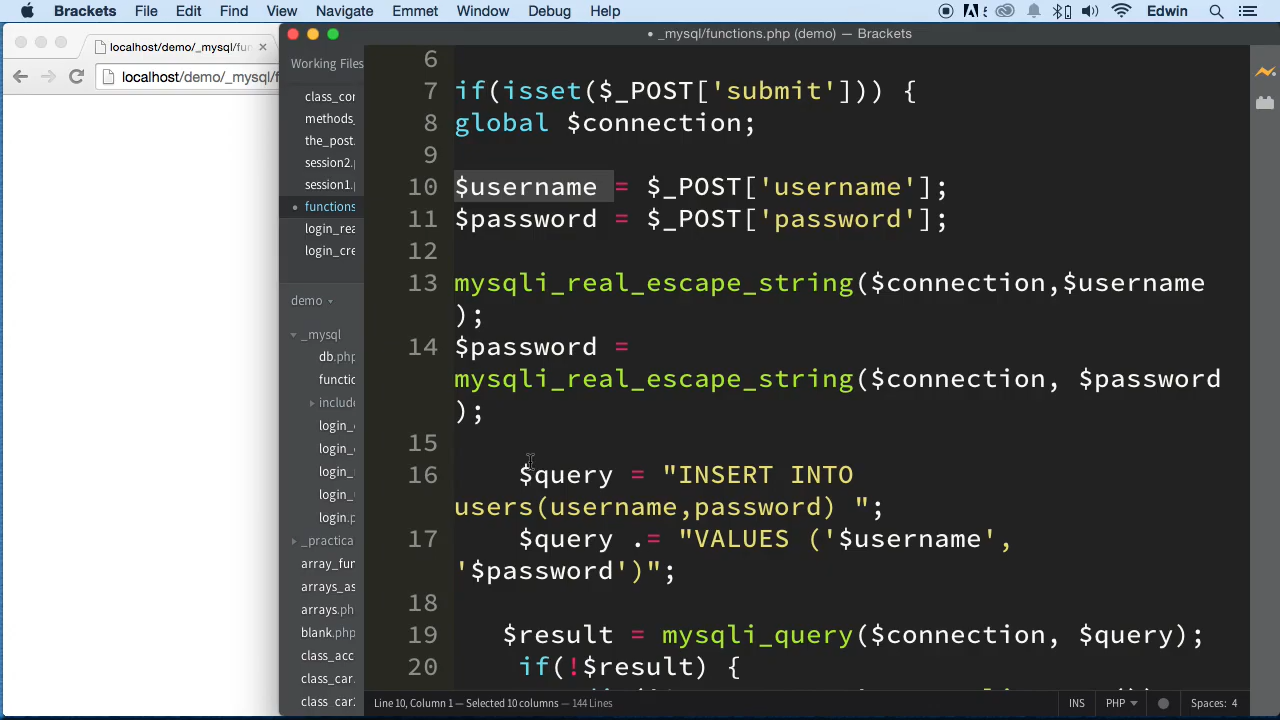 Brackets File Edit Find View Navigate Emmet Window Debug Help 5 Edwin
localhost/demo/_mysql/fun
• _mysql/functions.php (demo) — Brackets
localhost/demo/_mysql/f
Working Files
class_cor
methods_
the_post.
session2.
session1.
functions
login_rea
login_cre
demo
_mysql
db.php
functio
include
login_
login_
login_
login_
login.p
_practica
array_fun
arrays_as
arrays.ph
blank.php
class_acc
class_car.
class_car2
6
7 if(isset($_POST['submit'])) {
8 global $connection;
9
10 $username = $_POST['username'];
11 $password = $_POST['password'];
12
13 mysqli_real_escape_string($connection,$username
);
14 $password =
mysqli_real_escape_string($connection, $password
);
15
16 $query = "INSERT INTO
users(username,password) ";
17 $query .= "VALUES ('$username',
'$password')";
18
19 $result = mysqli_query($connection, $query);
20 if(!$result) {
Line 10, Column 1 — Selected 10 columns — 144 Lines
INS PHP Spaces: 4